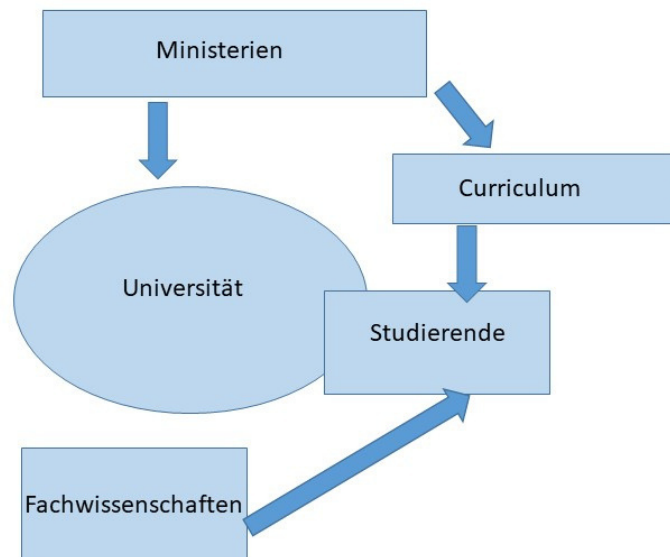 Ministerien
Curriculum
Universität
Studierende
Fachwissenschaften